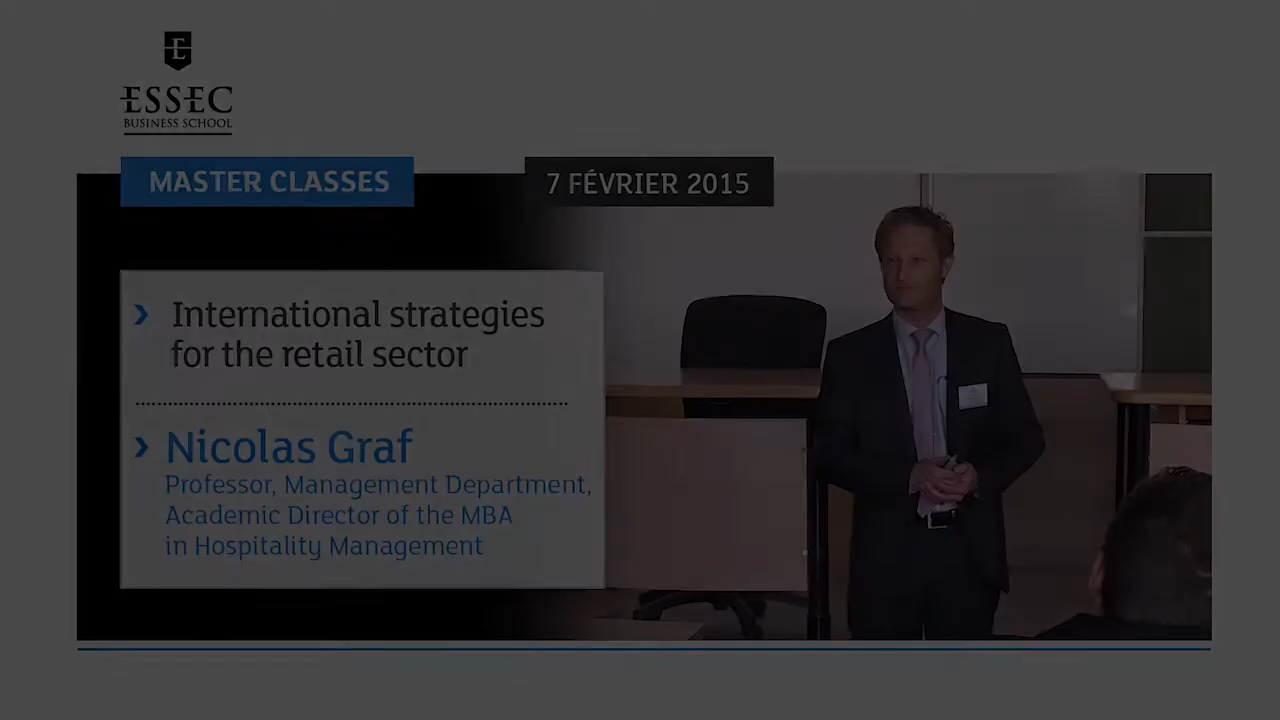 E
ESSEC
BUSINESS SCHOOL
MASTER CLASSES
7 FÉVRIER 2015
International strategies
for the retail sector
Nicolas Graf
Professor, Management Department,
Academic Director of the MBA
in Hospitality Management